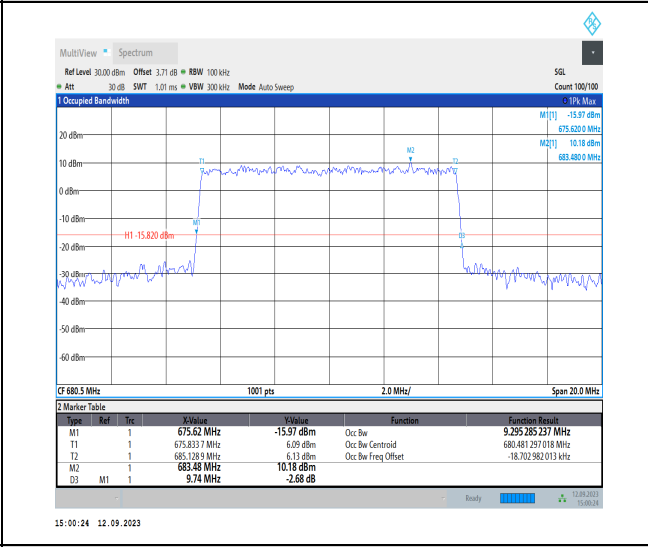 MultiView Spectrum
Ref Level 30.00 dBm Offset 3.71 dB RBW 100 kHz SGL
Att 30 dB SWT 1.01 ms VBW 300 kHz Mode Auto Sweep Count 100/100
1 Occupied Bandwidth 1Pk Max
M1[1] -15.97 dBm
675.6200 MHz
M2[1] 10.18 dBm
683.4800 MHz
20 dBm
M2
T1 T2
10 dBm
0 dBm
-10 dBm
M1
H1 -15.820 dBm D3
-20 dBm
-30 dBm
-40 dBm
-50 dBm
-60 dBm
CF 680.5 MHz 1001 pts 2.0 MHz/ Span 20.0 MHz
2 Marker Table
Type Ref Trc X-Value Y-Value Function Function Result
M1 1 675.62 MHz -15.97 dBm Occ Bw 9.295 285 237 MHz
T1 1 675.833 7 MHz 6.09 dBm Occ Bw Centroid 680.481 297 018 MHz
T2 1 685.128 9 MHz 6.13 dBm Occ Bw Freq Offset -18.702 982 013 kHz
M2 1 683.48 MHz 10.18 dBm
D3 M1 1 9.74 MHz -2.68 dB
Ready 12.09.2023
15:00:24
15:00:24 12.09.2023